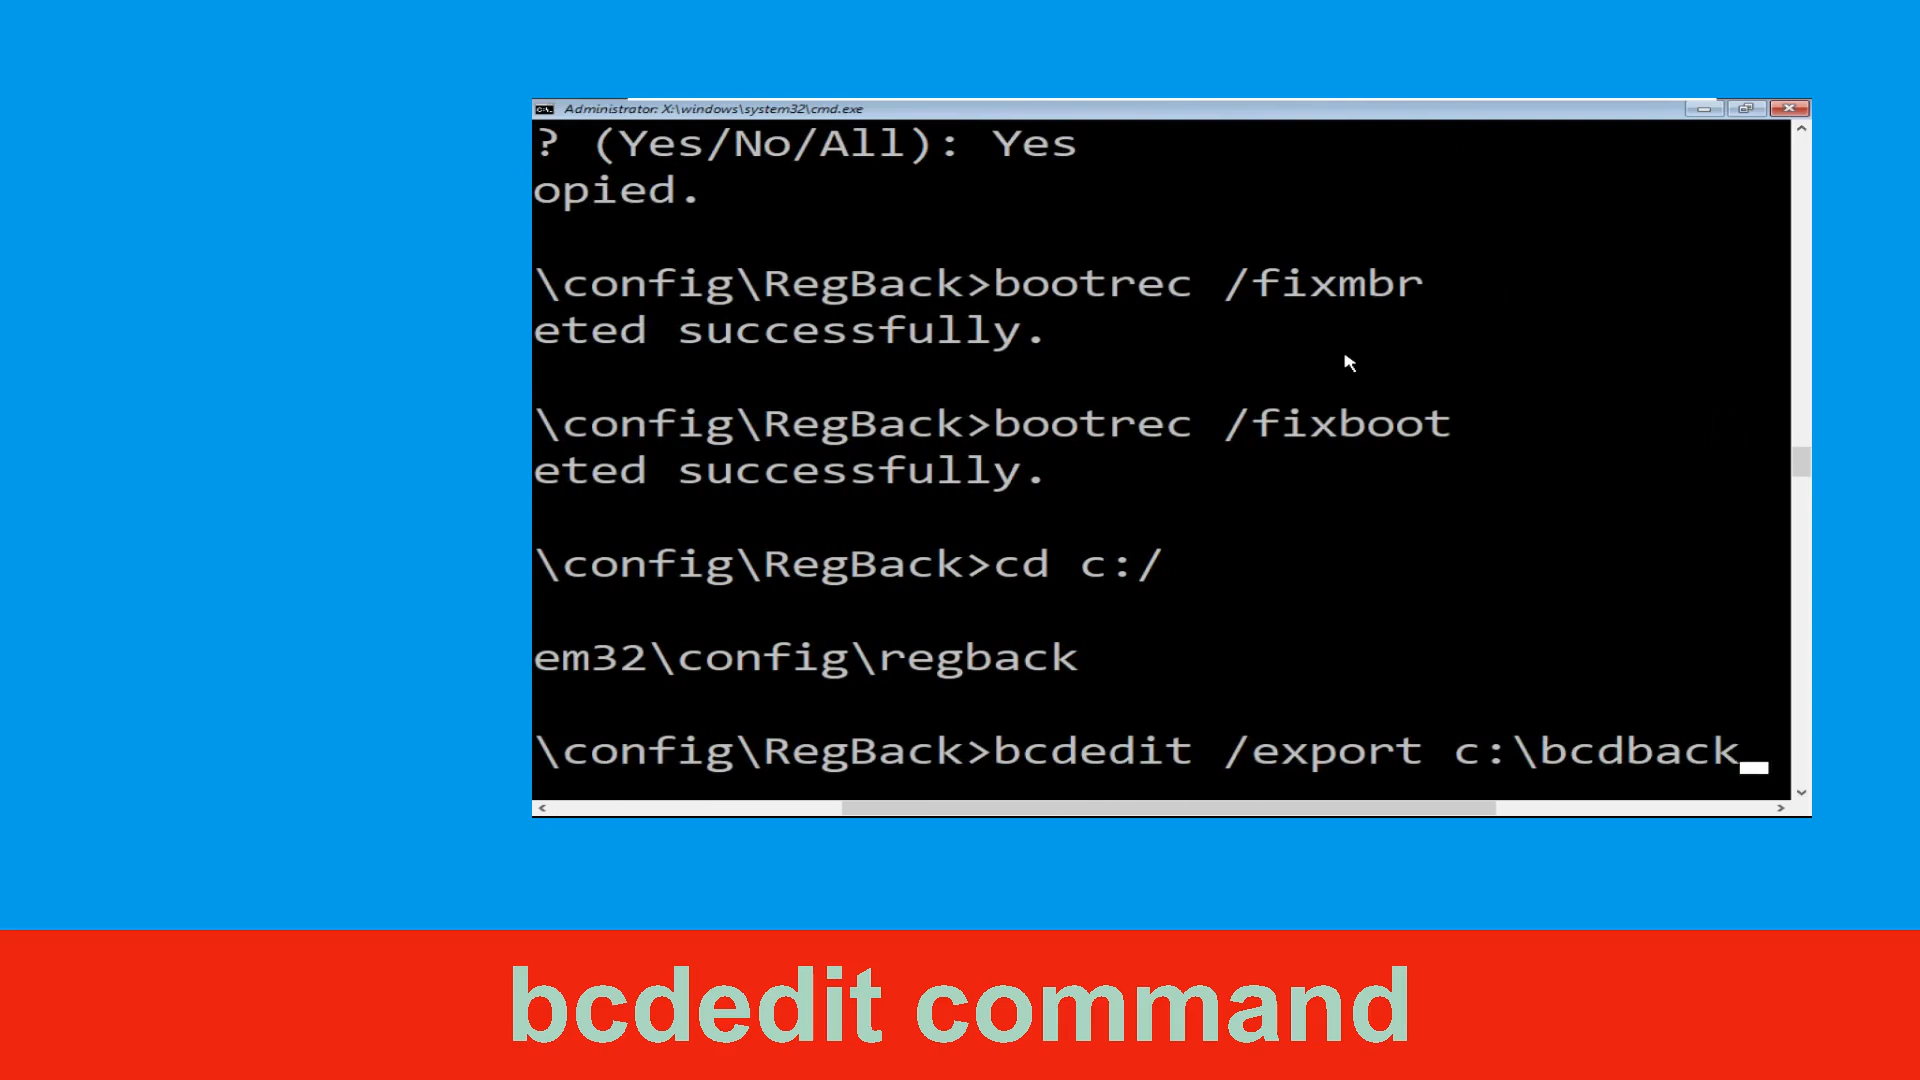 Administrator: X:\windows\system32\cmd.exe
? (Yes/No/All): Yes
opied.
\config\RegBack>bootrec /fixmbr
eted successfully.
\config\RegBack>bootrec /fixboot
eted successfully.
\config\RegBack>cd c:/
em32\config\regback
\config\RegBack>bcdedit /export c:\bcdback
bcdedit command